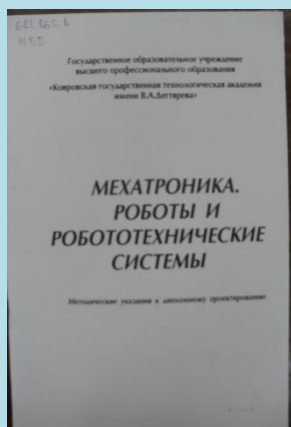 Государственное образовательное учреждение
высшего профессионального образования
«Ковровская государственная технологическая академия
имени В.А.Дегтярева»
МЕХАТРОНИКА.
РОБОТЫ И
РОБОТОТЕХНИЧЕСКИЕ
СИСТЕМЫ
Методические указания к дипломному проектированию